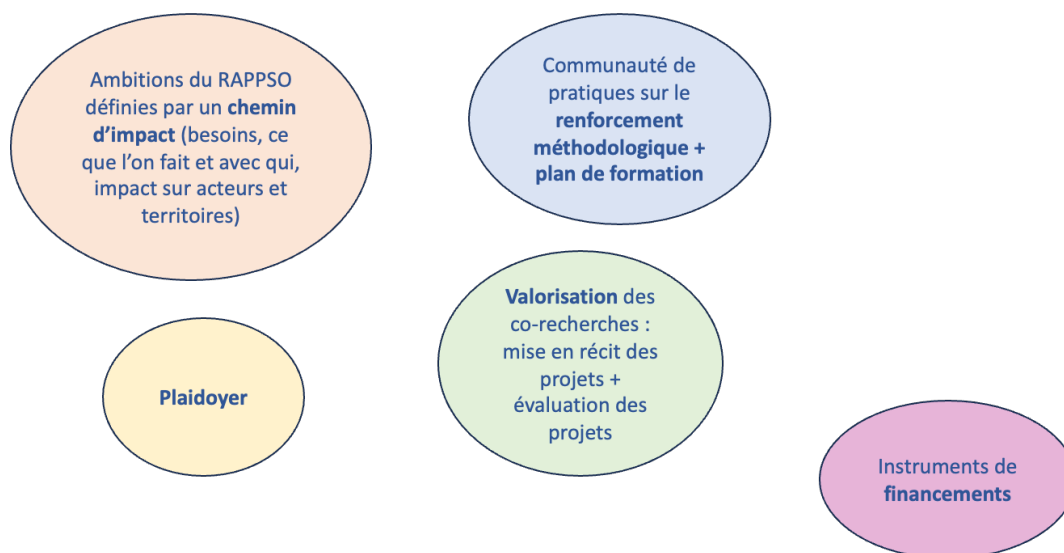 Ambitions du RAPPSO
définies par un chemin
d'impact (besoins, ce
que l'on fait et avec qui,
impact sur acteurs et
territoires)
Communauté de
pratiques sur le
renforcement
méthodologique +
plan de formation
Valorisation des
co-recherches :
mise en récit des
projets +
évaluation des
projets
Plaidoyer
Instruments de
financements